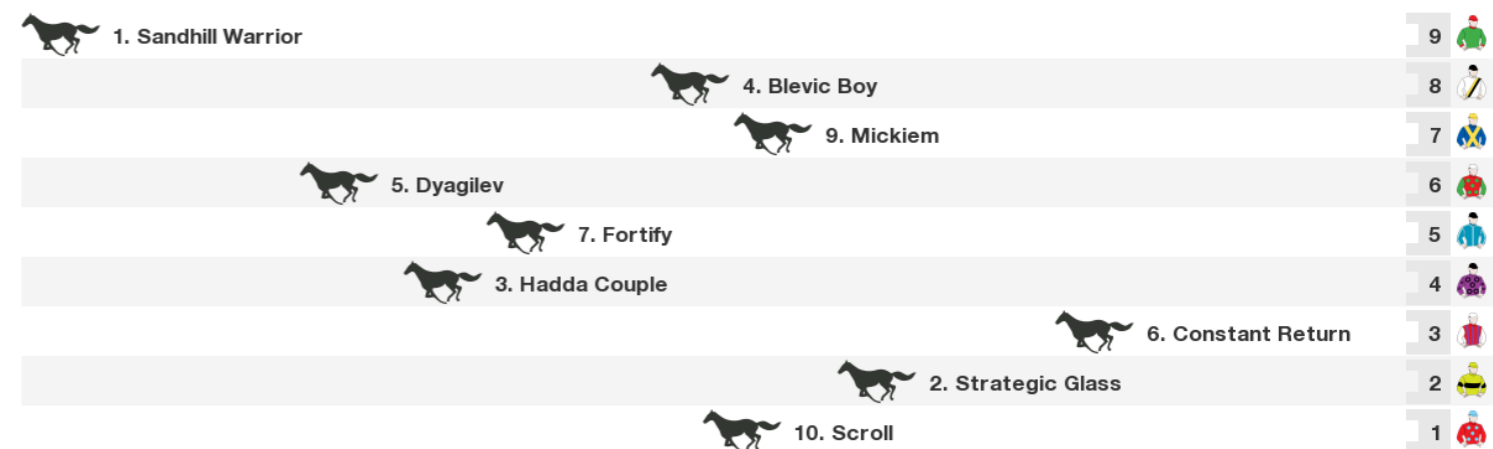 1. Sandhill Warrior 9
4. Blevic Boy 8
9. Mickiem 7
5. Dyagilev 6
7. Fortify 5
3. Hadda Couple 4
6. Constant Return 3
2. Strategic Glass 2
10. Scroll 1